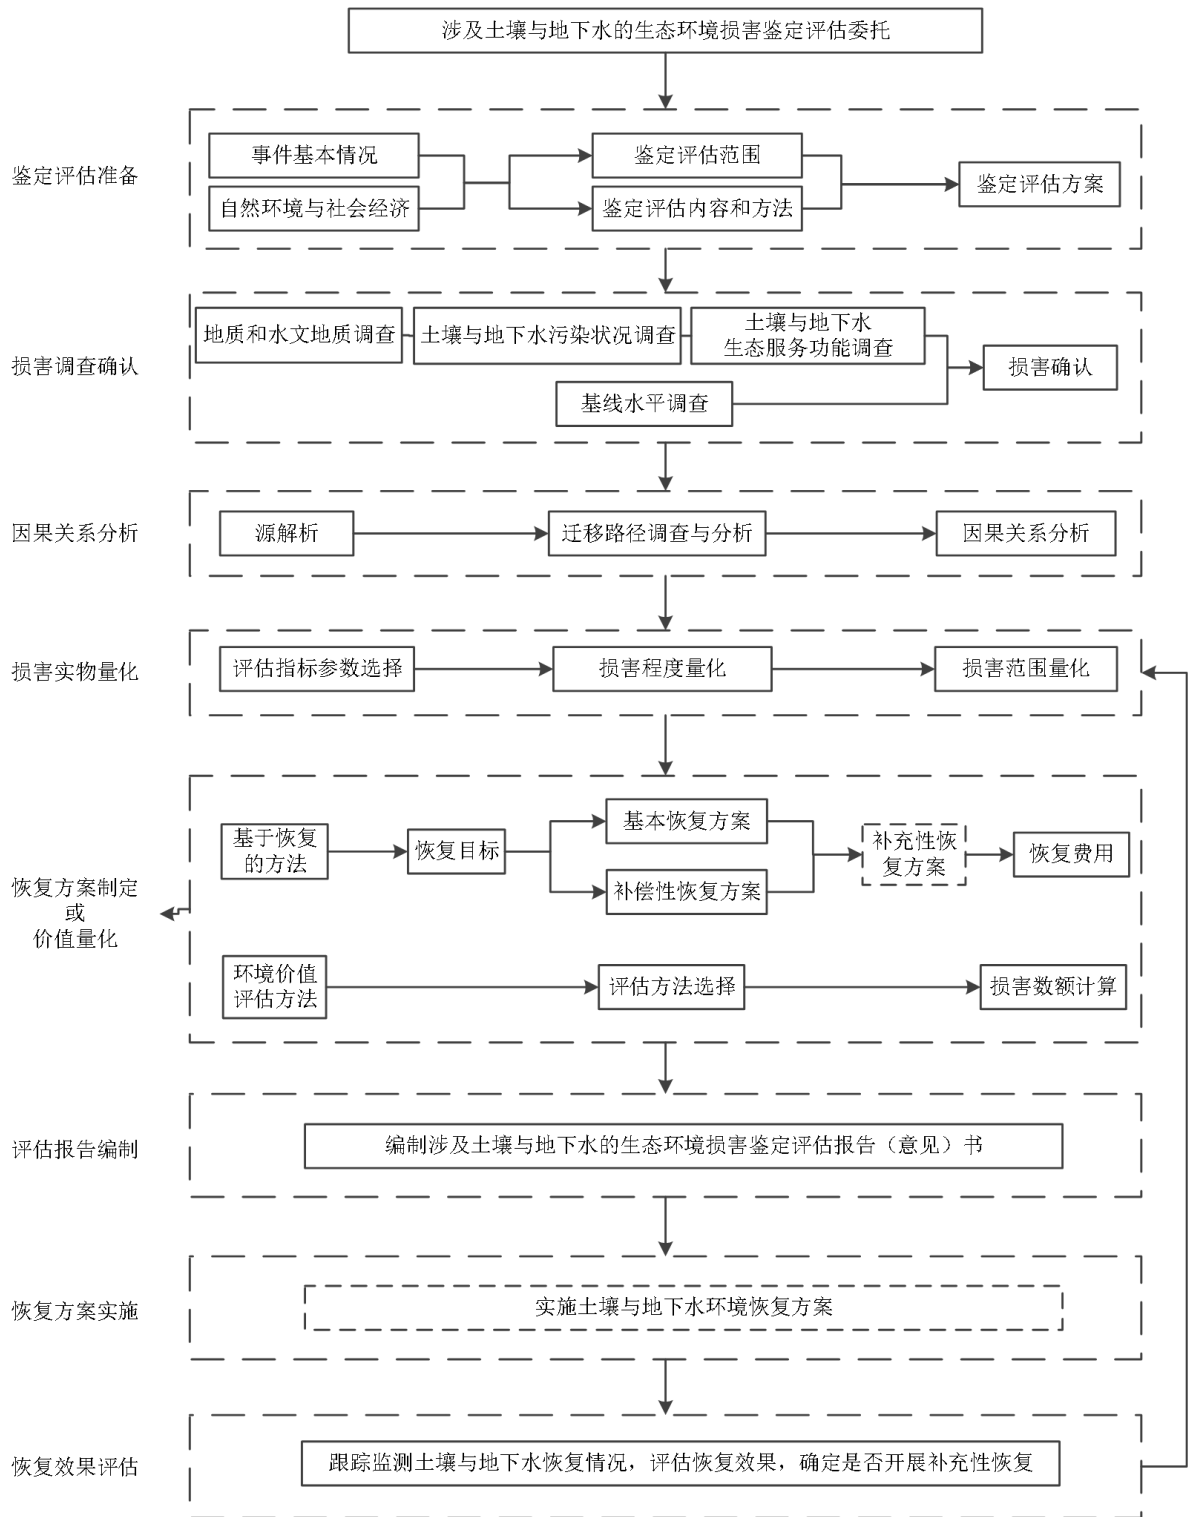 涉及土壤与地下水的生态环境损害鉴定评估委托
鉴定评估准备
事件基本情况
自然环境与社会经济
鉴定评估范围
鉴定评估内容和方法
鉴定评估方案
损害调查确认
地质和水文地质调查
土壤与地下水污染状况调查
土壤与地下水
生态服务功能调查
基线水平调查
损害确认
因果关系分析
源解析
迁移路径调查与分析
因果关系分析
损害实物量化
评估指标参数选择
损害程度量化
损害范围量化
恢复方案制定
或
价值量化
基于恢复
的方法
恢复目标
基本恢复方案
补偿性恢复方案
补充性恢
复方案
恢复费用
环境价值
评估方法
评估方法选择
损害数额计算
评估报告编制
编制涉及土壤与地下水的生态环境损害鉴定评估报告（意见）书
恢复方案实施
实施土壤与地下水环境恢复方案
恢复效果评估
跟踪监测土壤与地下水恢复情况，评估恢复效果，确定是否开展补充性恢复